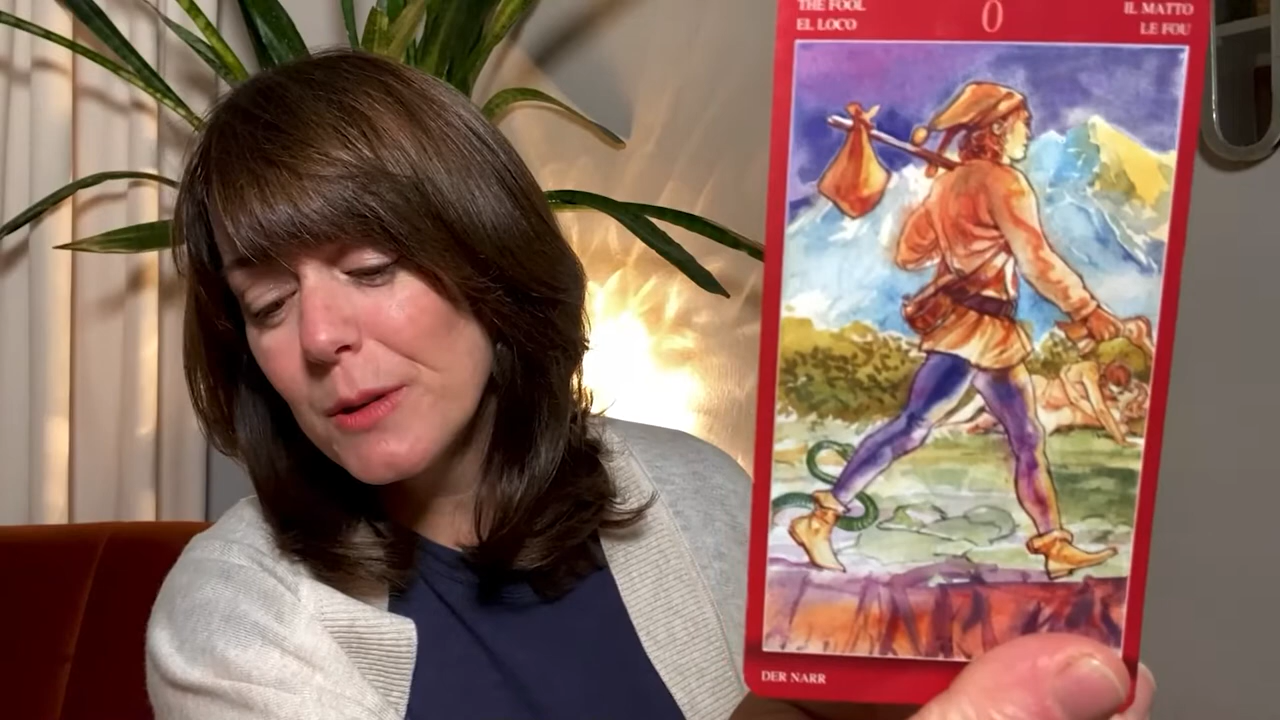 THE FOOL
EL LOCO
0
IL MATTO
LE FOU
DER NARR